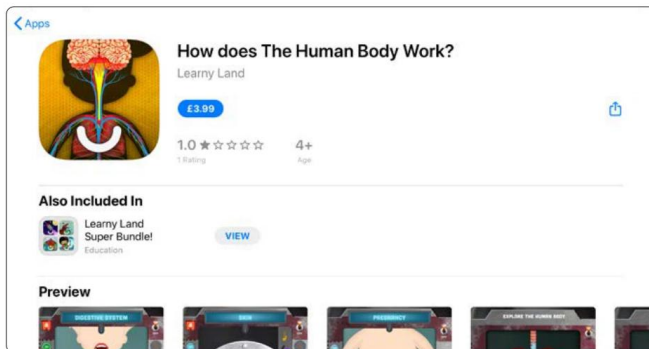 Apps
How does The Human Body Work?
Learny Land
£3.99
1.0 ★☆☆☆☆ 4+
1 Rating Age
Also Included In
Learny Land
Super Bundle!
Education
VIEW
Preview
DIGESTIVE SYSTEM SKIN PREGNANCY EXPLORE THE HUMAN BODY